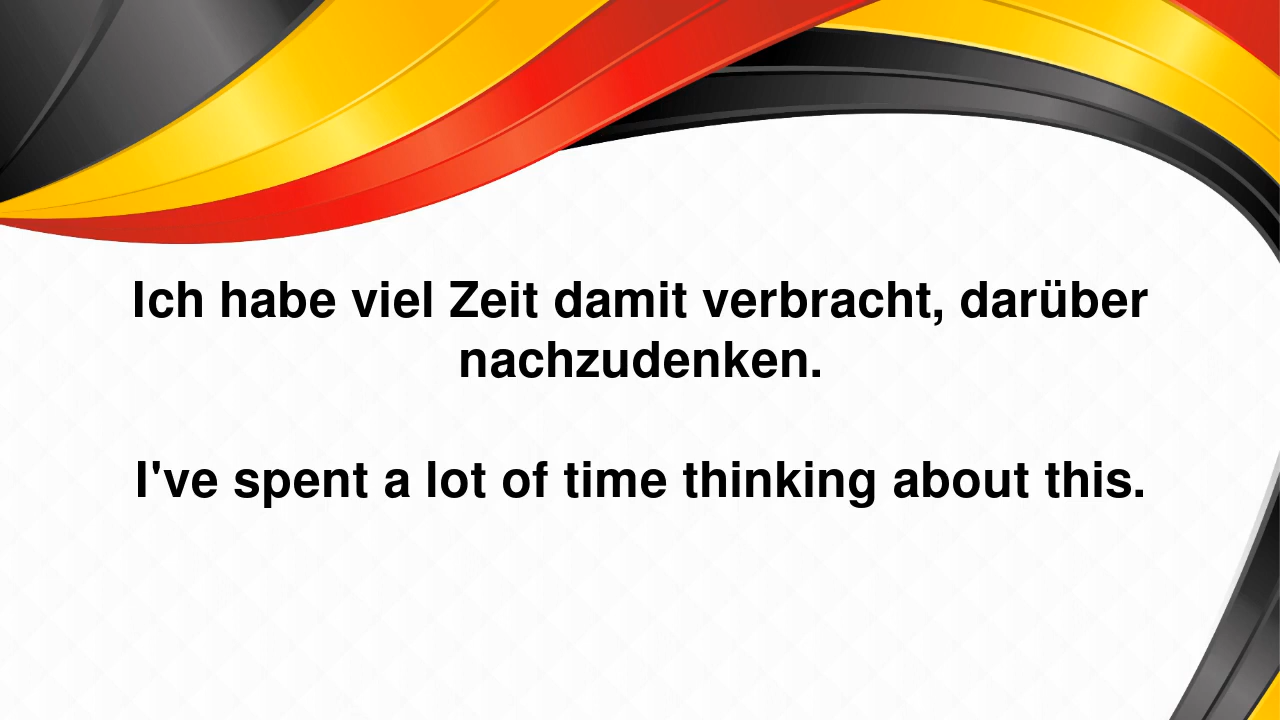 Ich habe viel Zeit damit verbracht, darüber
nachzudenken.
I've spent a lot of time thinking about this.